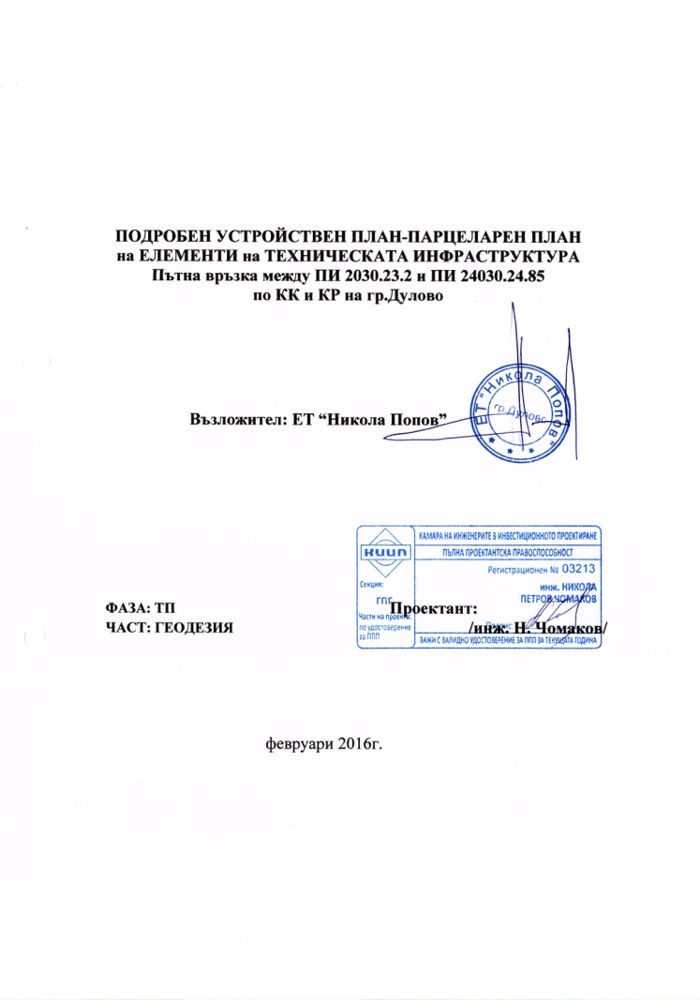 ПОДРОБЕН УСТРОЙСТВЕН ПЛАН-ПАРЦЕЛАРЕН ПЛАН
на ЕЛЕМЕНТИ на ТЕХНИЧЕСКАТА ИНФРАСТРУКТУРА
Пътна връзка между ПИ 2030.23.2 и ПИ 24030.24.85
по КК и КР на гр.Дулово
Възложител: ЕТ “Никола Попов”
ЕТ "Никола Попов"
гр.Дулово
КАМАРА НА ИНЖЕНЕРИТЕ В ИНВЕСТИЦИОННОТО ПРОЕКТИРАНЕ
КИИП
ПЪЛНА ПРОЕКТАНТСКА ПРАВОСПОСОБНОСТ
Регистрационен № 03213
Секция:
инж. НИКОЛА
ГПГ
ПЕТРОВ ЧОМАКОВ
ФАЗА: ТП
Проектант:
Части на проекта:
ЧАСТ: ГЕОДЕЗИЯ
по удостоверение
за ППП
/инж. Н. Чомаков/
ВАЖИ С ВАЛИДНО УДОСТОВЕРЕНИЕ ЗА ППП ЗА ТЕКУЩАТА ГОДИНА
февруари 2016г.